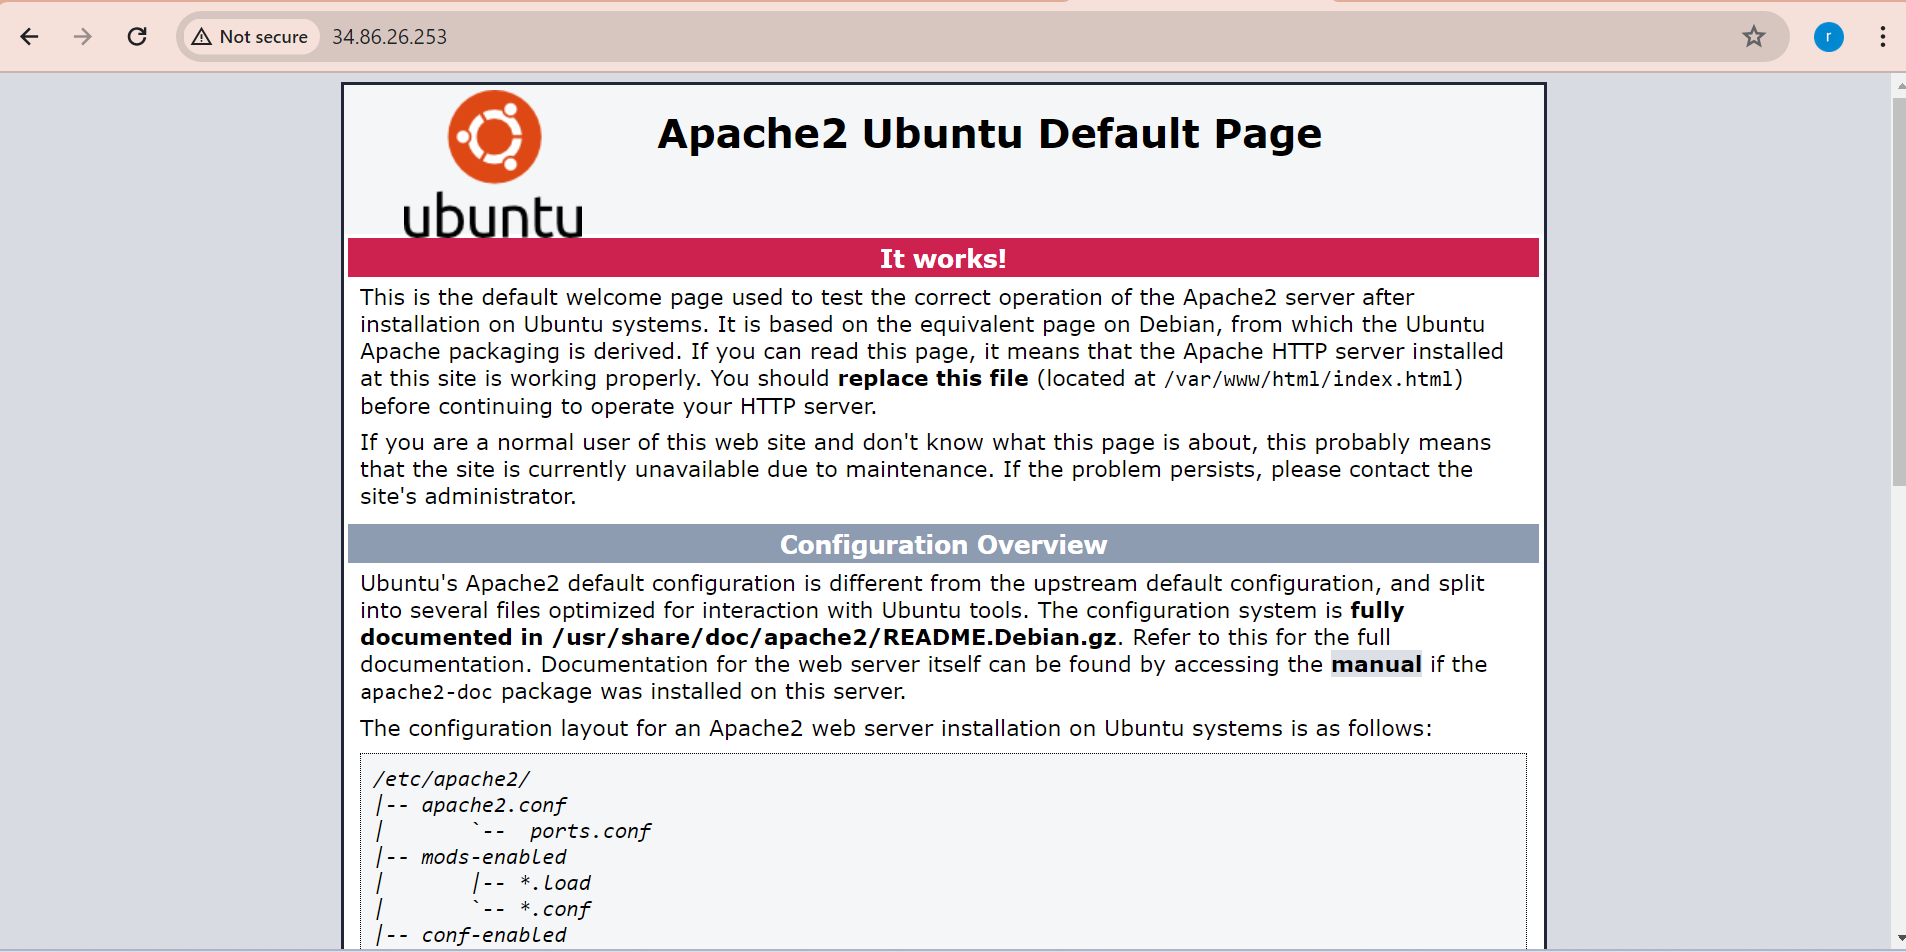 Not secure
34.86.26.253
r
ubuntu
Apache2 Ubuntu Default Page
It works!
This is the default welcome page used to test the correct operation of the Apache2 server after
installation on Ubuntu systems. It is based on the equivalent page on Debian, from which the Ubuntu
Apache packaging is derived. If you can read this page, it means that the Apache HTTP server installed
at this site is working properly. You should replace this file (located at /var/www/html/index.html)
before continuing to operate your HTTP server.
If you are a normal user of this web site and don't know what this page is about, this probably means
that the site is currently unavailable due to maintenance. If the problem persists, please contact the
site's administrator.
Configuration Overview
Ubuntu's Apache2 default configuration is different from the upstream default configuration, and split
into several files optimized for interaction with Ubuntu tools. The configuration system is fully
documented in /usr/share/doc/apache2/README.Debian.gz. Refer to this for the full
documentation. Documentation for the web server itself can be found by accessing the manual if the
apache2-doc package was installed on this server.
The configuration layout for an Apache2 web server installation on Ubuntu systems is as follows:
/etc/apache2/
|-- apache2.conf
|       `--  ports.conf
|-- mods-enabled
|       |-- *.load
|       `-- *.conf
|-- conf-enabled